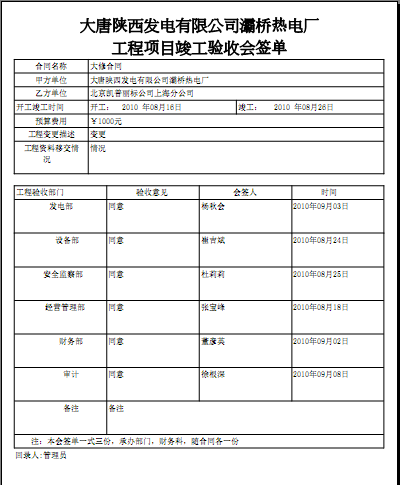 大唐陕西发电有限公司灞桥热电厂
工程项目竣工验收会签单
合同名称 大修合同
甲方单位 大唐陕西发电有限公司灞桥热电厂
乙方单位 北京凯普丽标公司上海分公司
开工竣工时间 开工： 2010 年08月16日 竣工： 2010 年08月26日
预算费用 ￥1000元
工程变更描述 变更
工程资料移交情况 情况
工程验收部门 验收意见 会签人 时间
发电部 同意 杨秋会 2010年09月03日
设备部 同意 崔吉斌 2010年08月24日
安全监察部 同意 杜莉莉 2010年08月25日
经营管理部 同意 张宝峰 2010年08月18日
财务部 同意 董彦英 2010年09月02日
审计 同意 徐根深 2010年09月08日
备注 备注
注：本会签单一式三份，承办部门，财务科，随合同各一份
回录人:管理员